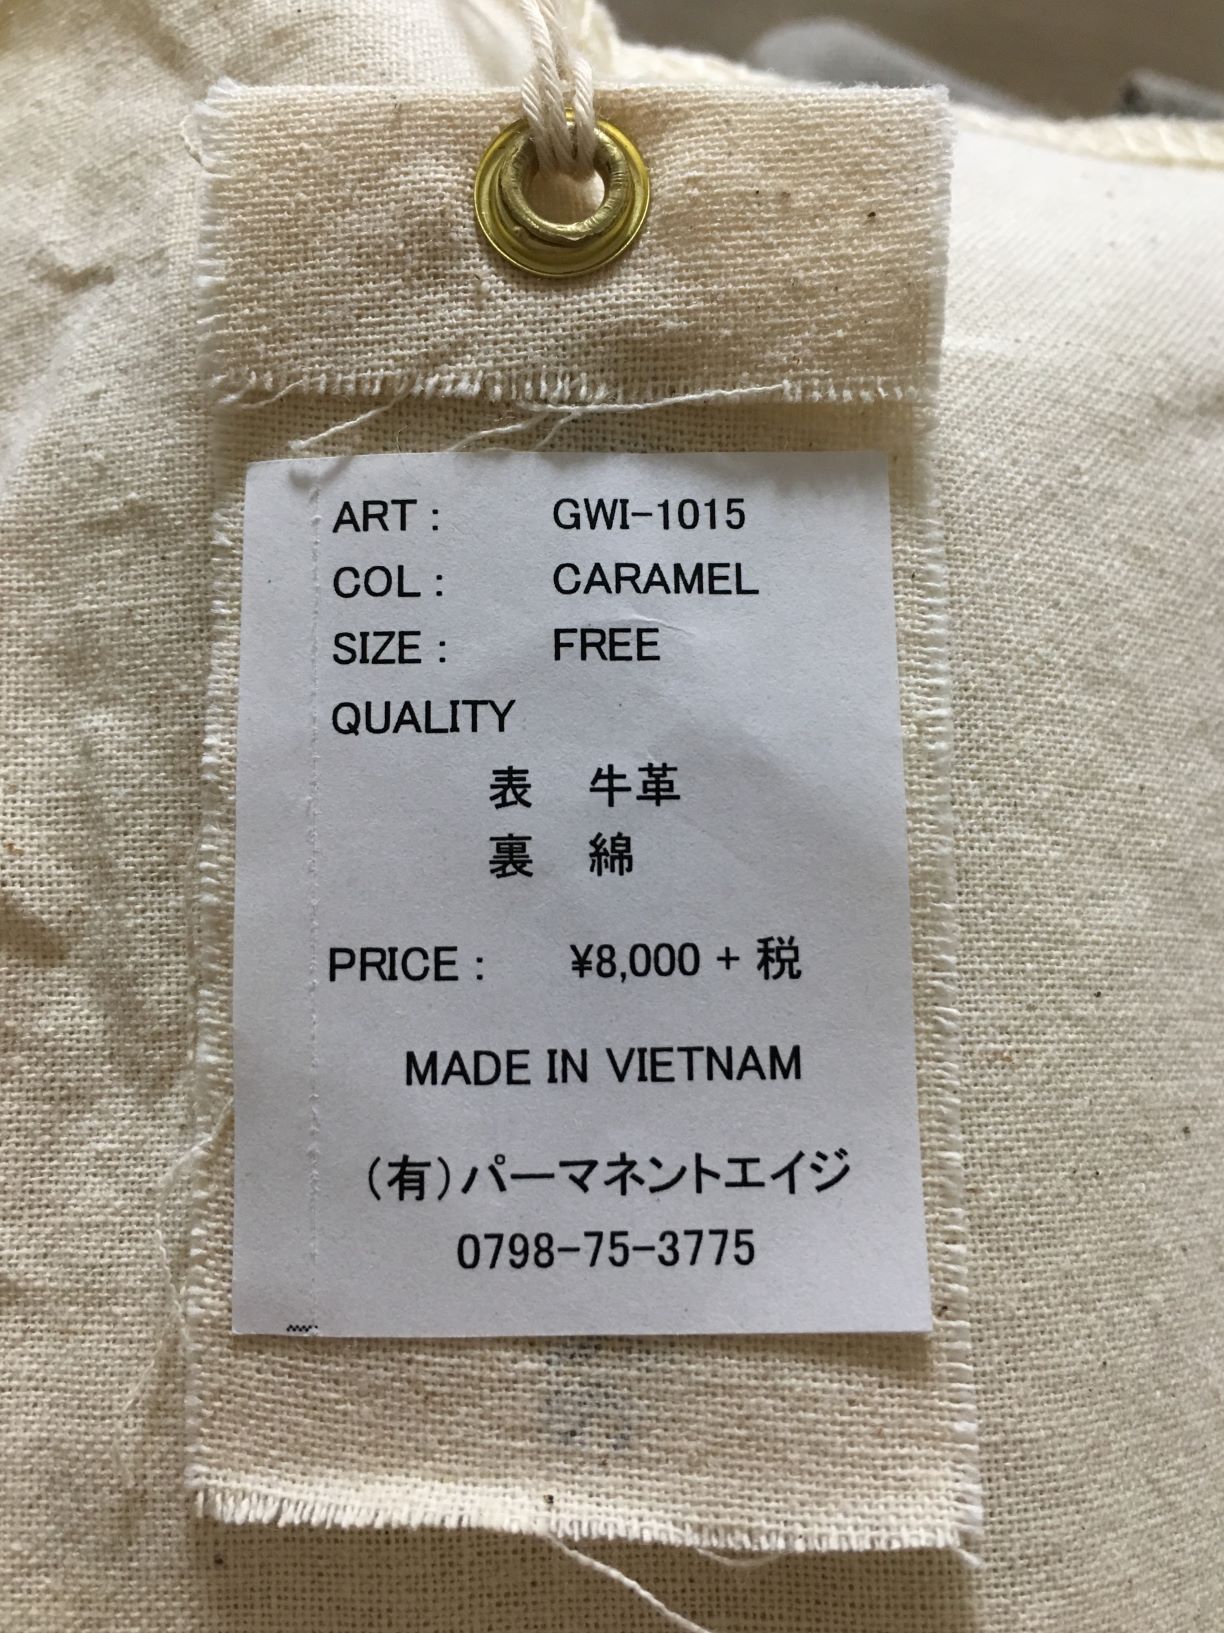 ART : GWI-1015
COL : CARAMEL
SIZE : FREE
QUALITY
表 牛革
裏 綿
PRICE : ¥8,000 + 税
MADE IN VIETNAM
(有)パーマネントエイジ
0798-75-3775